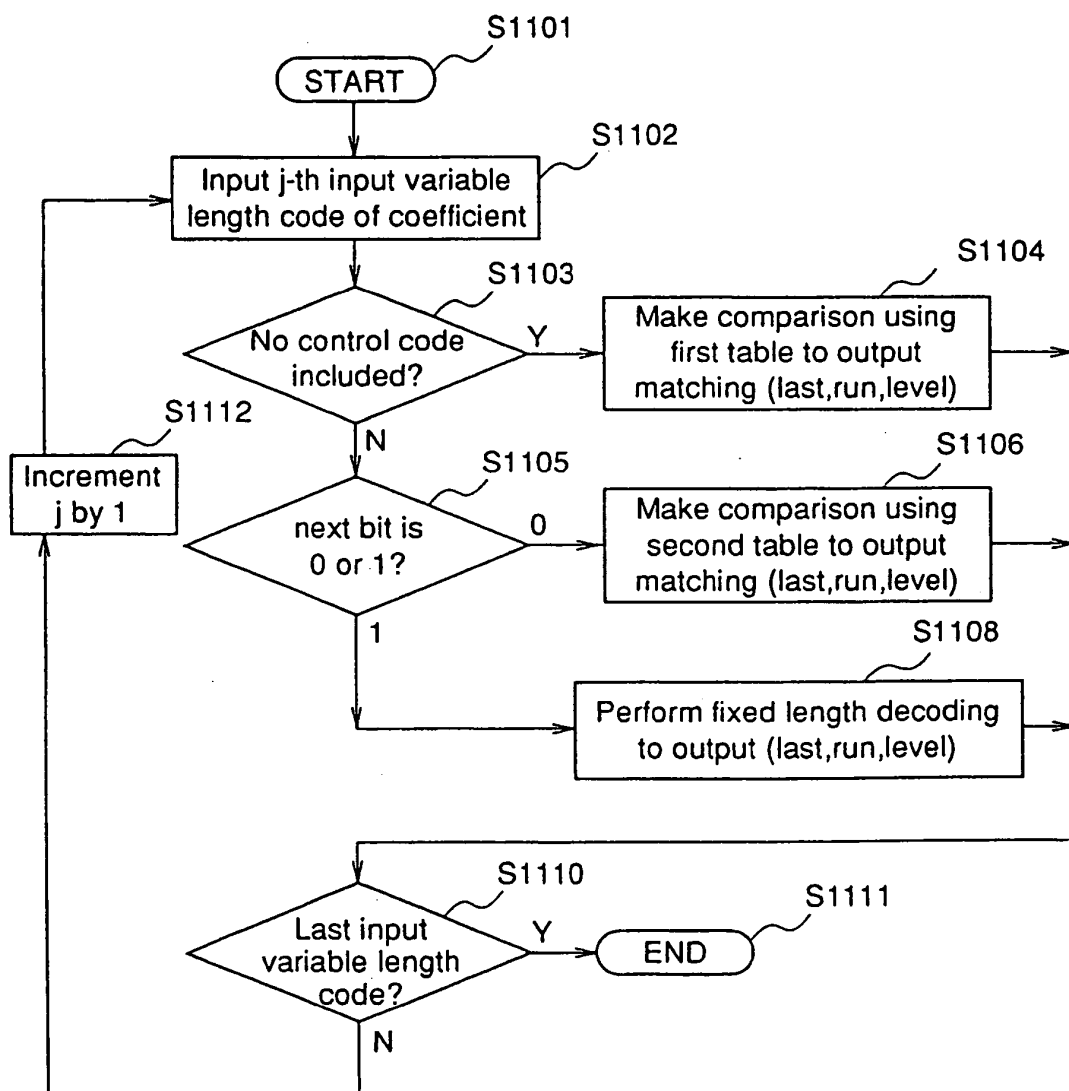 S1101
START
S1102
Input j-th input variable
length code of coefficient
S1103
No control code
included?
Y
N
S1104
Make comparison using
first table to output
matching (last,run,level)
S1112
Increment
j by 1
S1105
next bit is
0 or 1?
0
1
S1106
Make comparison using
second table to output
matching (last,run,level)
S1108
Perform fixed length decoding
to output (last,run,level)
S1110
Last input
variable length
code?
Y
N
S1111
END